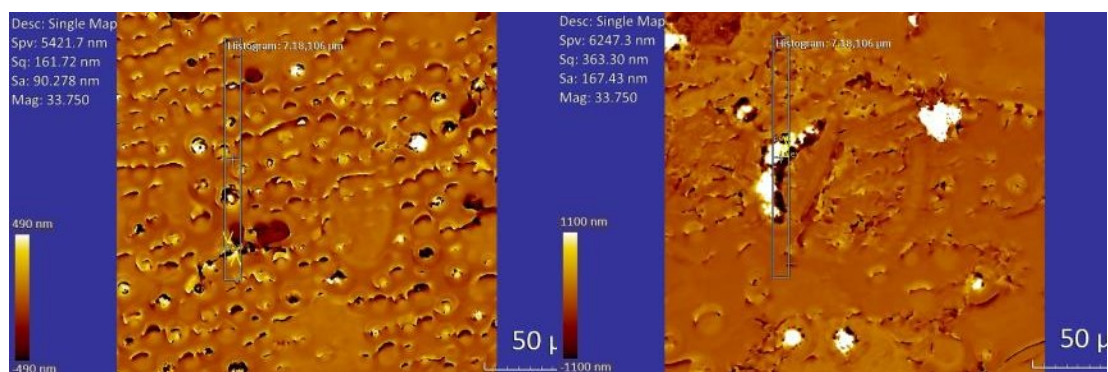 Desc: Single Map
Spv: 5421.7 nm
Sq: 161.72 nm
Sa: 90.278 nm
Mag: 33.750
Histogram: 7,18,106 µm
490 nm
-490 nm
50 µ
Desc: Single Map
Spv: 6247.3 nm
Sq: 363.30 nm
Sa: 167.43 nm
Mag: 33.750
Histogram: 7,18,106 µm
1100 nm
-1100 nm
50 µ